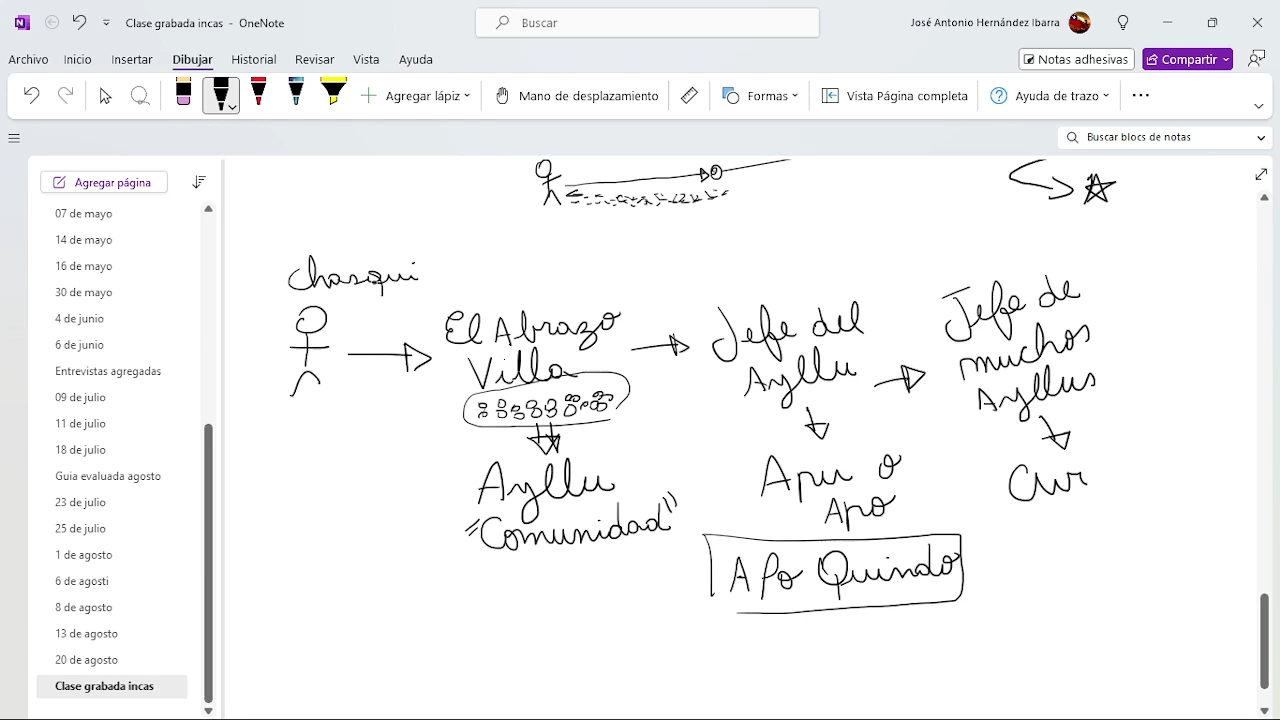 Clase grabada incas - OneNote
Buscar
José Antonio Hernández Ibarra
Archivo Inicio Insertar Dibujar Historial Revisar Vista Ayuda
Notas adhesivas
Compartir
Agregar lápiz
Mano de desplazamiento
Formas
Vista Página completa
Ayuda de trazo
Buscar blocs de notas
Agregar página
07 de mayo
14 de mayo
16 de mayo
30 de mayo
4 de junio
6 de junio
Entrevistas agregadas
09 de julio
11 de julio
18 de julio
Guia evaluada agosto
23 de julio
25 de julio
1 de agosto
6 de agosti
8 de agosto
13 de agosto
20 de agosto
Clase grabada incas
Chasqui
El Abrazo
Villa
Ayllu
"Comunidad"
Jefe del
Ayllu
Apu o
Apo
Apo Quindo
Jefe de
muchos
Ayllus
Cur